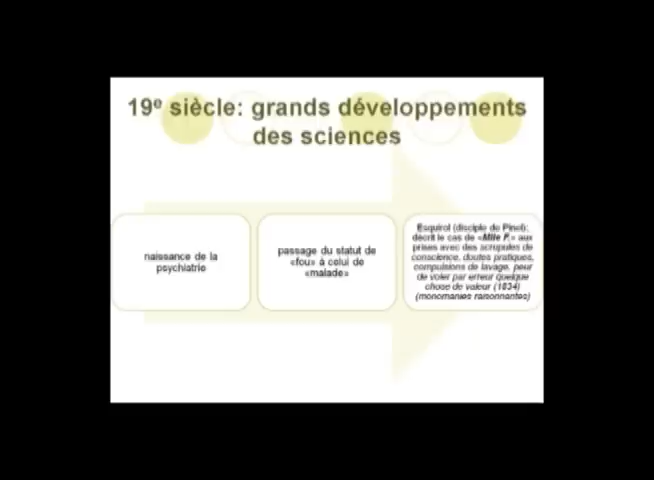 19e siècle: grands développements
des sciences
naissance de la
psychiatrie
passage du statut de
«fou» à celui de
«malade»
Esquirol (disciple de Pinel):
décrit le cas de «Mlle F.» aux
prises avec des scrupules de
conscience, doutes pratiques,
compulsions de lavage, peur
de voler par erreur quelque
chose de valeur (1834)
(monomanies raisonnantes)